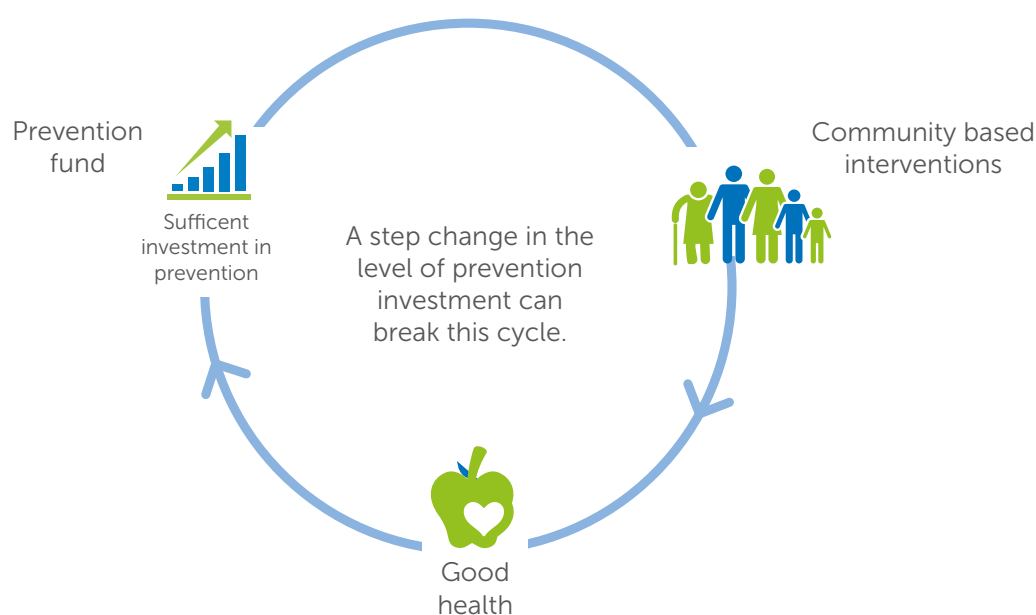 Prevention
fund
Sufficent
investment in
prevention
Community based
interventions
A step change in the
level of prevention
investment can
break this cycle.
Good
health